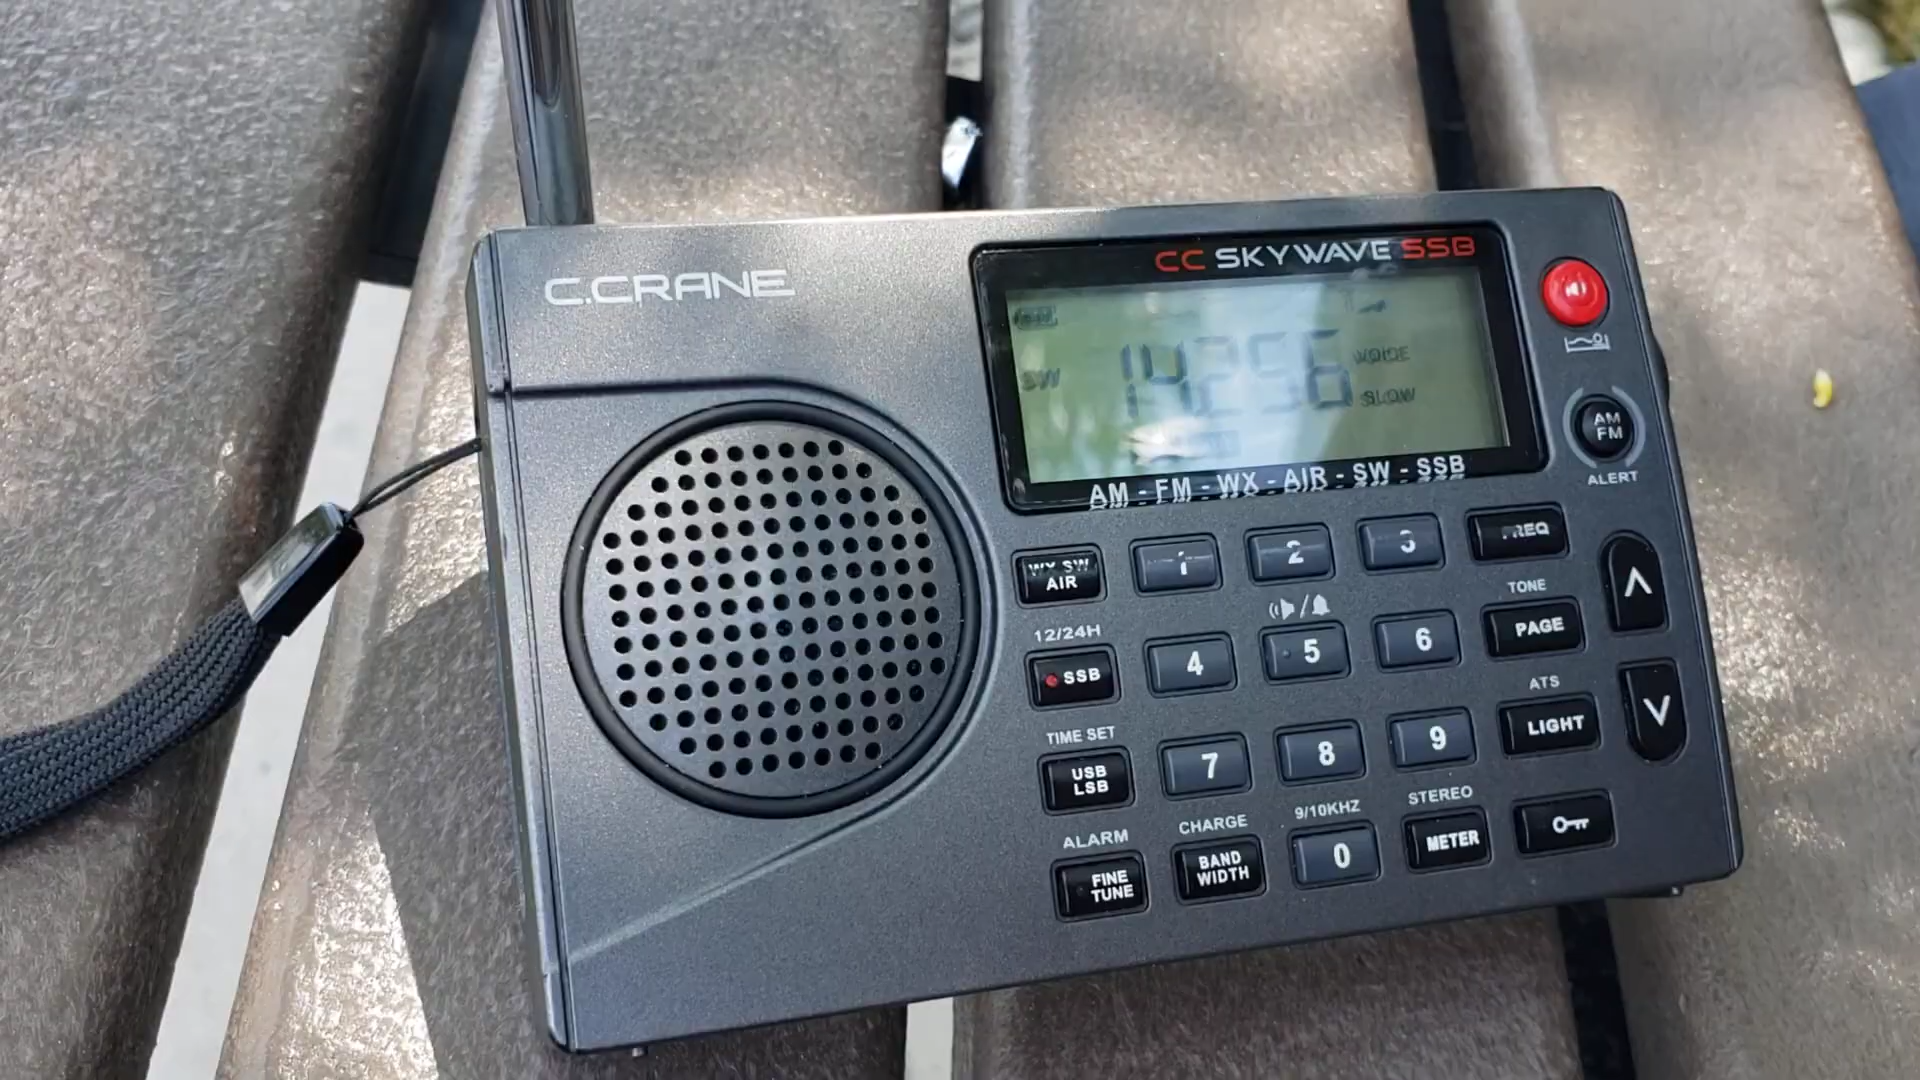 C.CRANE
CC SKYWAVE SSB
SW 14256 VOICE
SLOW
AM - FM - WX - AIR - SW - SSB
AM
FM
ALERT
WX SW
AIR
1
2
3
FREQ
12/24H
SSB
4
5
6
TONE
PAGE
TIME SET
USB
LSB
7
8
9
ATS
LIGHT
ALARM
FINE
TUNE
CHARGE
BAND
WIDTH
9/10KHZ
0
STEREO
METER